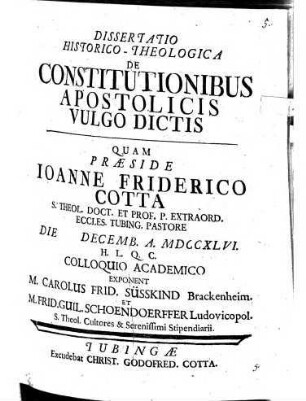 5.
DISSERTATIO
HISTORICO-THEOLOGICA
DE
CONSTITUTIONIBUS
APOSTOLICIS
VULGO DICTIS
QUAM
PRÆSIDE
IOANNE FRIDERICO
COTTA
S. THEOL. DOCT. ET PROF. P. EXTRAORD.
ECCLES. TUBING. PASTORE
DIE DECEMB. A. MDCCXLVI.
H. L. Q. C.
COLLOQUIO ACADEMICO
EXPONENT
M. CAROLUS FRID. SÜSSKIND Brackenheim.
ET
M. FRID. GUIL. SCHOENDOERFFER Ludovicopol.
S. Theol. Cultores & Serenissimi Stipendiarii.
TUBINGÆ
Excudebat CHRIST. GODOFRED. COTTA.
5.